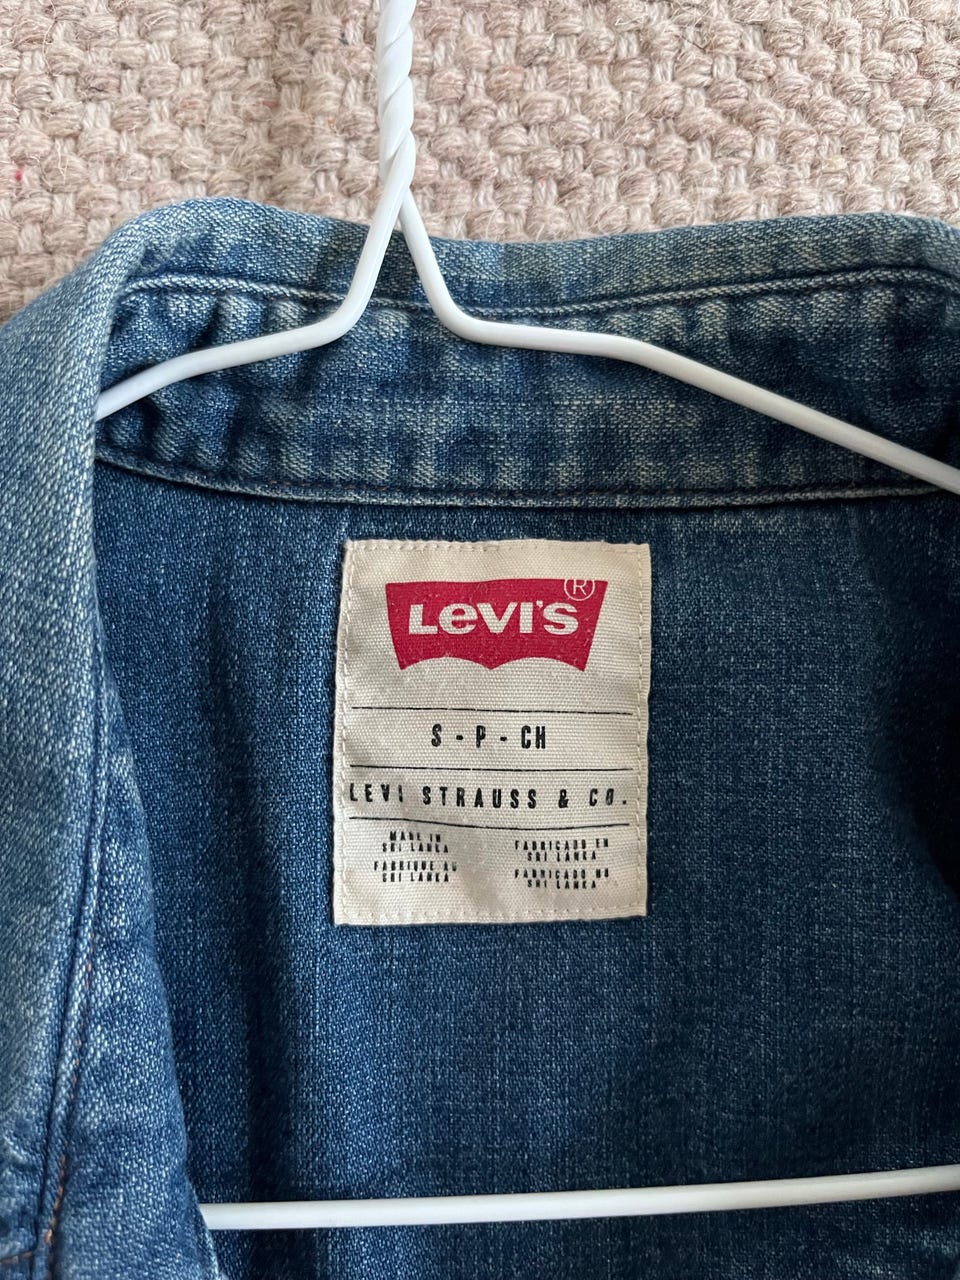 LEVI'S ®
S - P - CH
LEVI STRAUSS & CO.
MADE IN
SRI LANKA
FABRIQUE AU
SRI LANKA
FABRICADO EN
SRI LANKA
FABRICADO NO
SRI LANKA